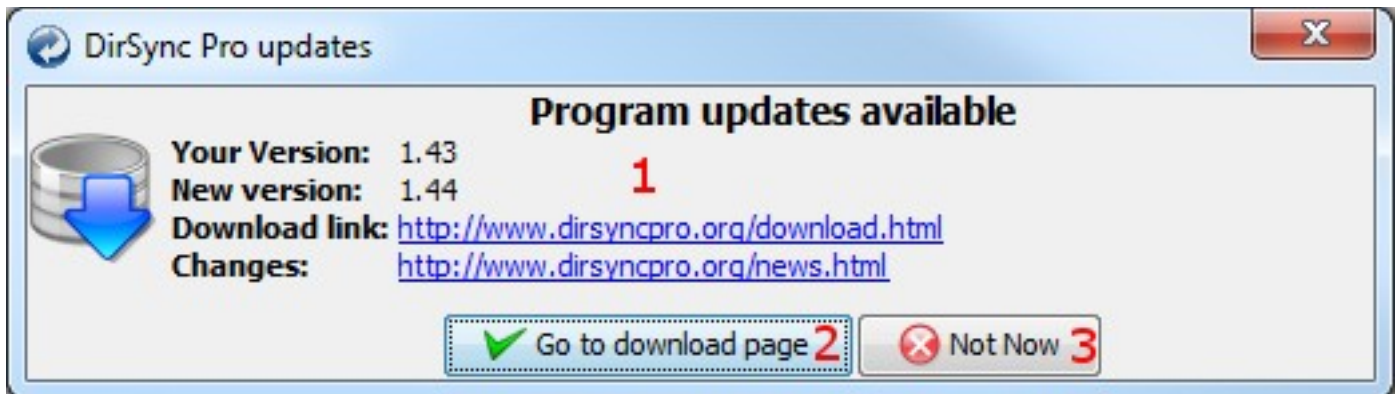 DirSync Pro updates
Program updates available
Your Version: 1.43
1
New version: 1.44
Download link: http://www.dirsyncpro.org/download.html
Changes: http://www.dirsyncpro.org/news.html
Go to download page 2 Not Now 3